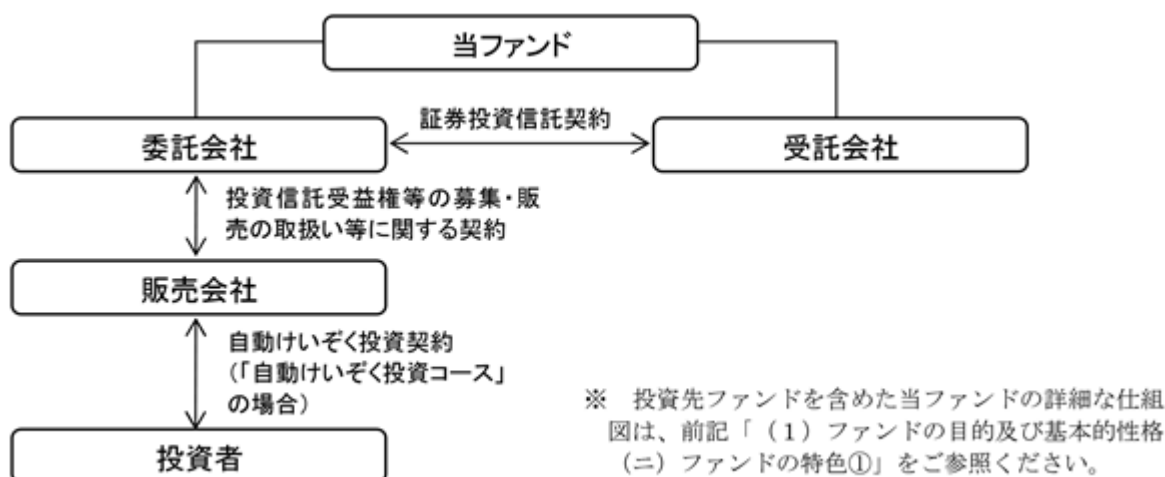 当ファンド
証券投資信託契約
委託会社
受託会社
投資信託受益権等の募集・販
売の取扱い等に関する契約
販売会社
自動けいぞく投資契約
(「自動けいぞく投資コース」
の場合)
投資者
※ 投資先ファンドを含めた当ファンドの詳細な仕組
図は、前記「(1)ファンドの目的及び基本的性格
(ニ)ファンドの特色①」をご参照ください。